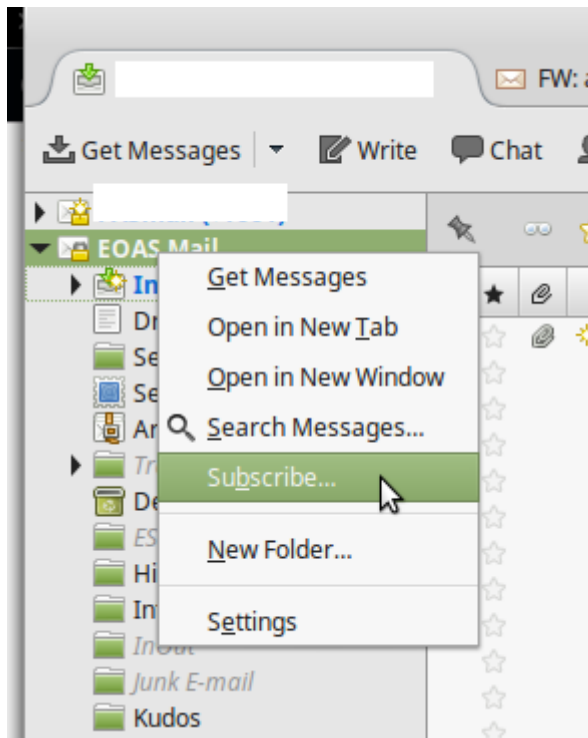 FW:
Get Messages
Write
Chat
EOAS Mail
Get Messages
Open in New Tab
Open in New Window
Search Messages...
Subscribe...
New Folder...
Settings
Junk E-mail
Kudos